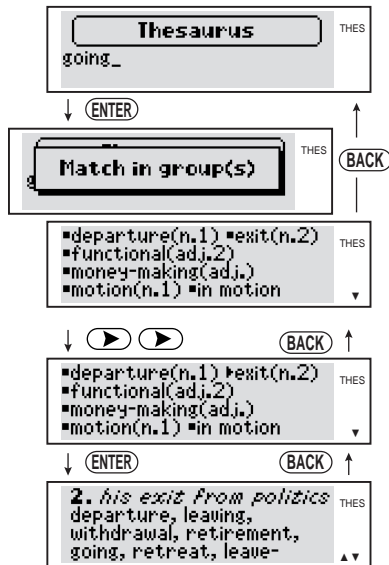 Thesaurus
THES
going_
ENTER
Match in group(s)
THES
BACK
▪departure(n.1) ▪exit(n.2)
▪functional(adj.2)
▪money-making(adj.)
▪motion(n.1) ▪in motion
THES
BACK
▪departure(n.1) ▸exit(n.2)
▪functional(adj.2)
▪money-making(adj.)
▪motion(n.1) ▪in motion
THES
ENTER
BACK
2. his exit from politics
departure, leaving,
withdrawal, retirement,
going, retreat, leave-
THES